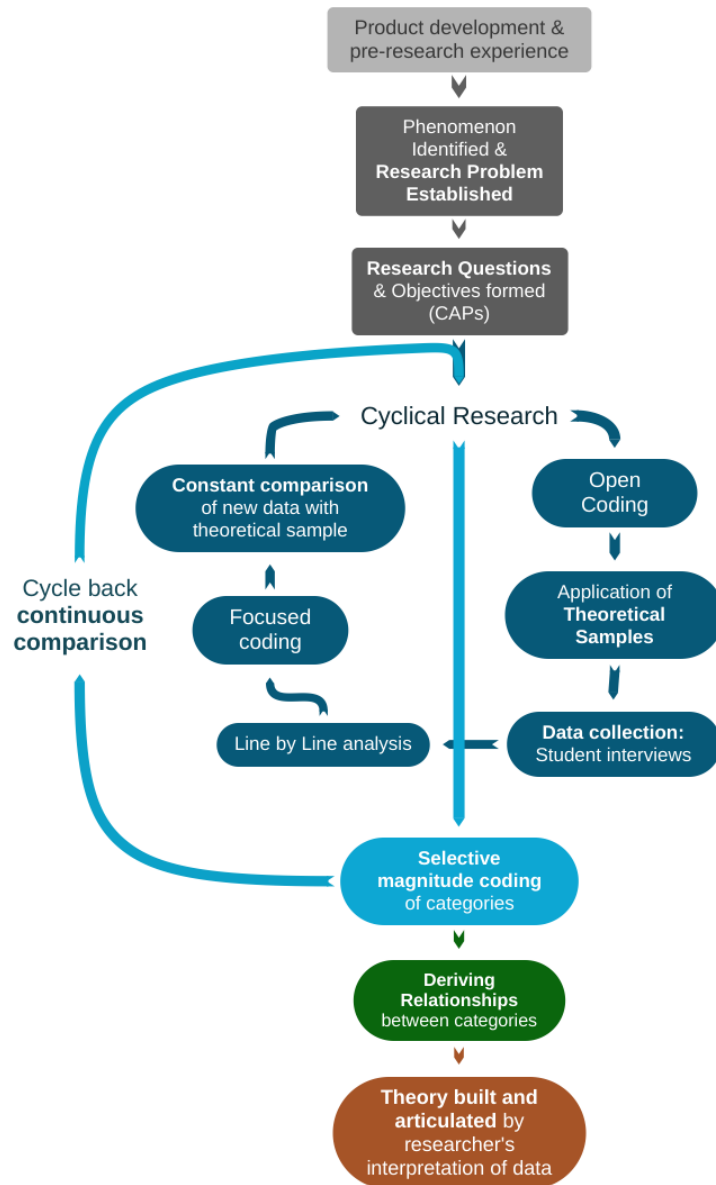 Product development &
pre-research experience
Phenomenon
Identified &
Research Problem
Established
Research Questions
& Objectives formed
(CAPs)
Cyclical Research
Constant comparison
of new data with
theoretical sample
Open
Coding
Cycle back
continuous
comparison
Focused
coding
Application of
Theoretical
Samples
Line by Line analysis
Data collection:
Student interviews
Selective
magnitude coding
of categories
Deriving
Relationships
between categories
Theory built and
articulated by
researcher's
interpretation of data